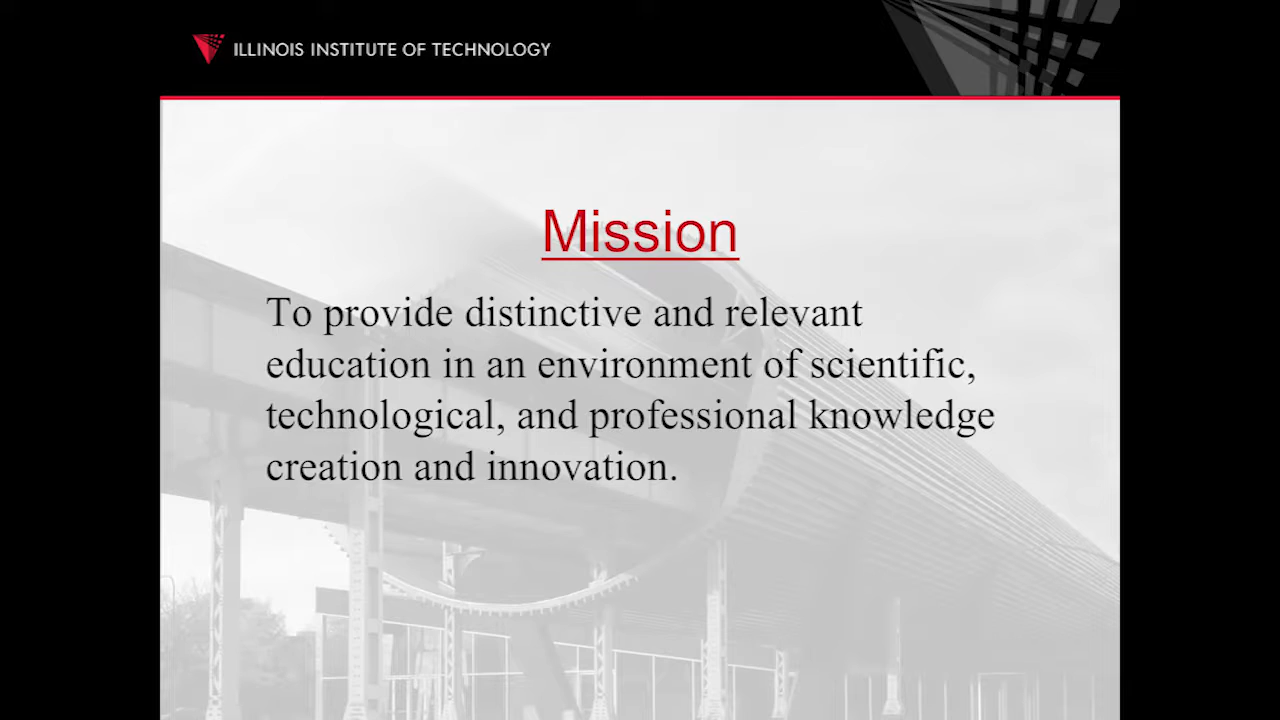 ILLINOIS INSTITUTE OF TECHNOLOGY
Mission
To provide distinctive and relevant
education in an environment of scientific,
technological, and professional knowledge
creation and innovation.